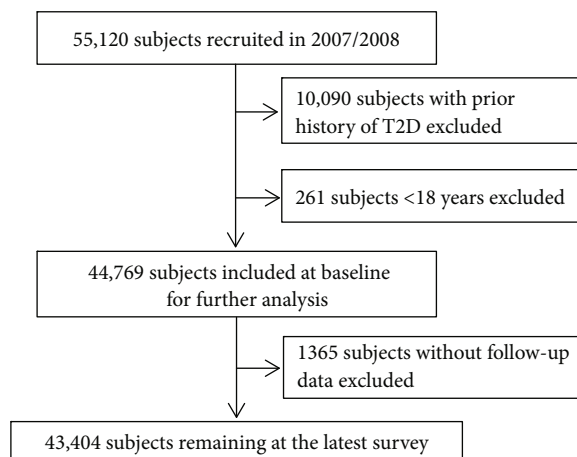 55,120 subjects recruited in 2007/2008
10,090 subjects with prior
history of T2D excluded
261 subjects <18 years excluded
44,769 subjects included at baseline
for further analysis
1365 subjects without follow-up
data excluded
43,404 subjects remaining at the latest survey